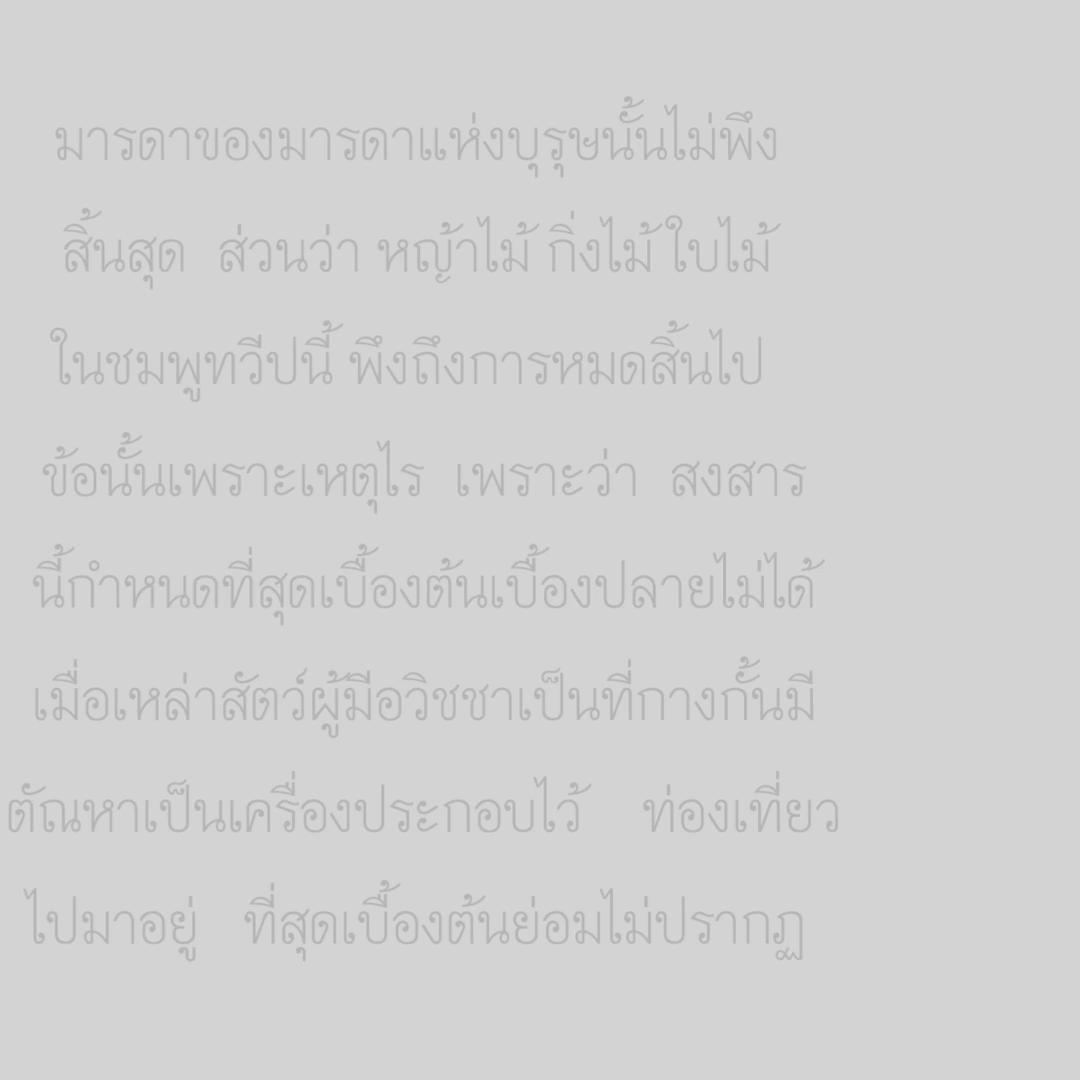 มารดาของมารดาแห่งบุรุษนั้นไม่พึง
สิ้นสุด  ส่วนว่า หญ้าไม้ กิ่งไม้ ใบไม้
ในชมพูทวีปนี้ พึงถึงการหมดสิ้นไป
ข้อนั้นเพราะเหตุไร  เพราะว่า  สงสาร
นี้กำหนดที่สุดเบื้องต้นเบื้องปลายไม่ได้
เมื่อเหล่าสัตว์ผู้มีอวิชชาเป็นที่กางกั้นมี
ตัณหาเป็นเครื่องประกอบไว้   ท่องเที่ยว
ไปมาอยู่   ที่สุดเบื้องต้นย่อมไม่ปรากฏ